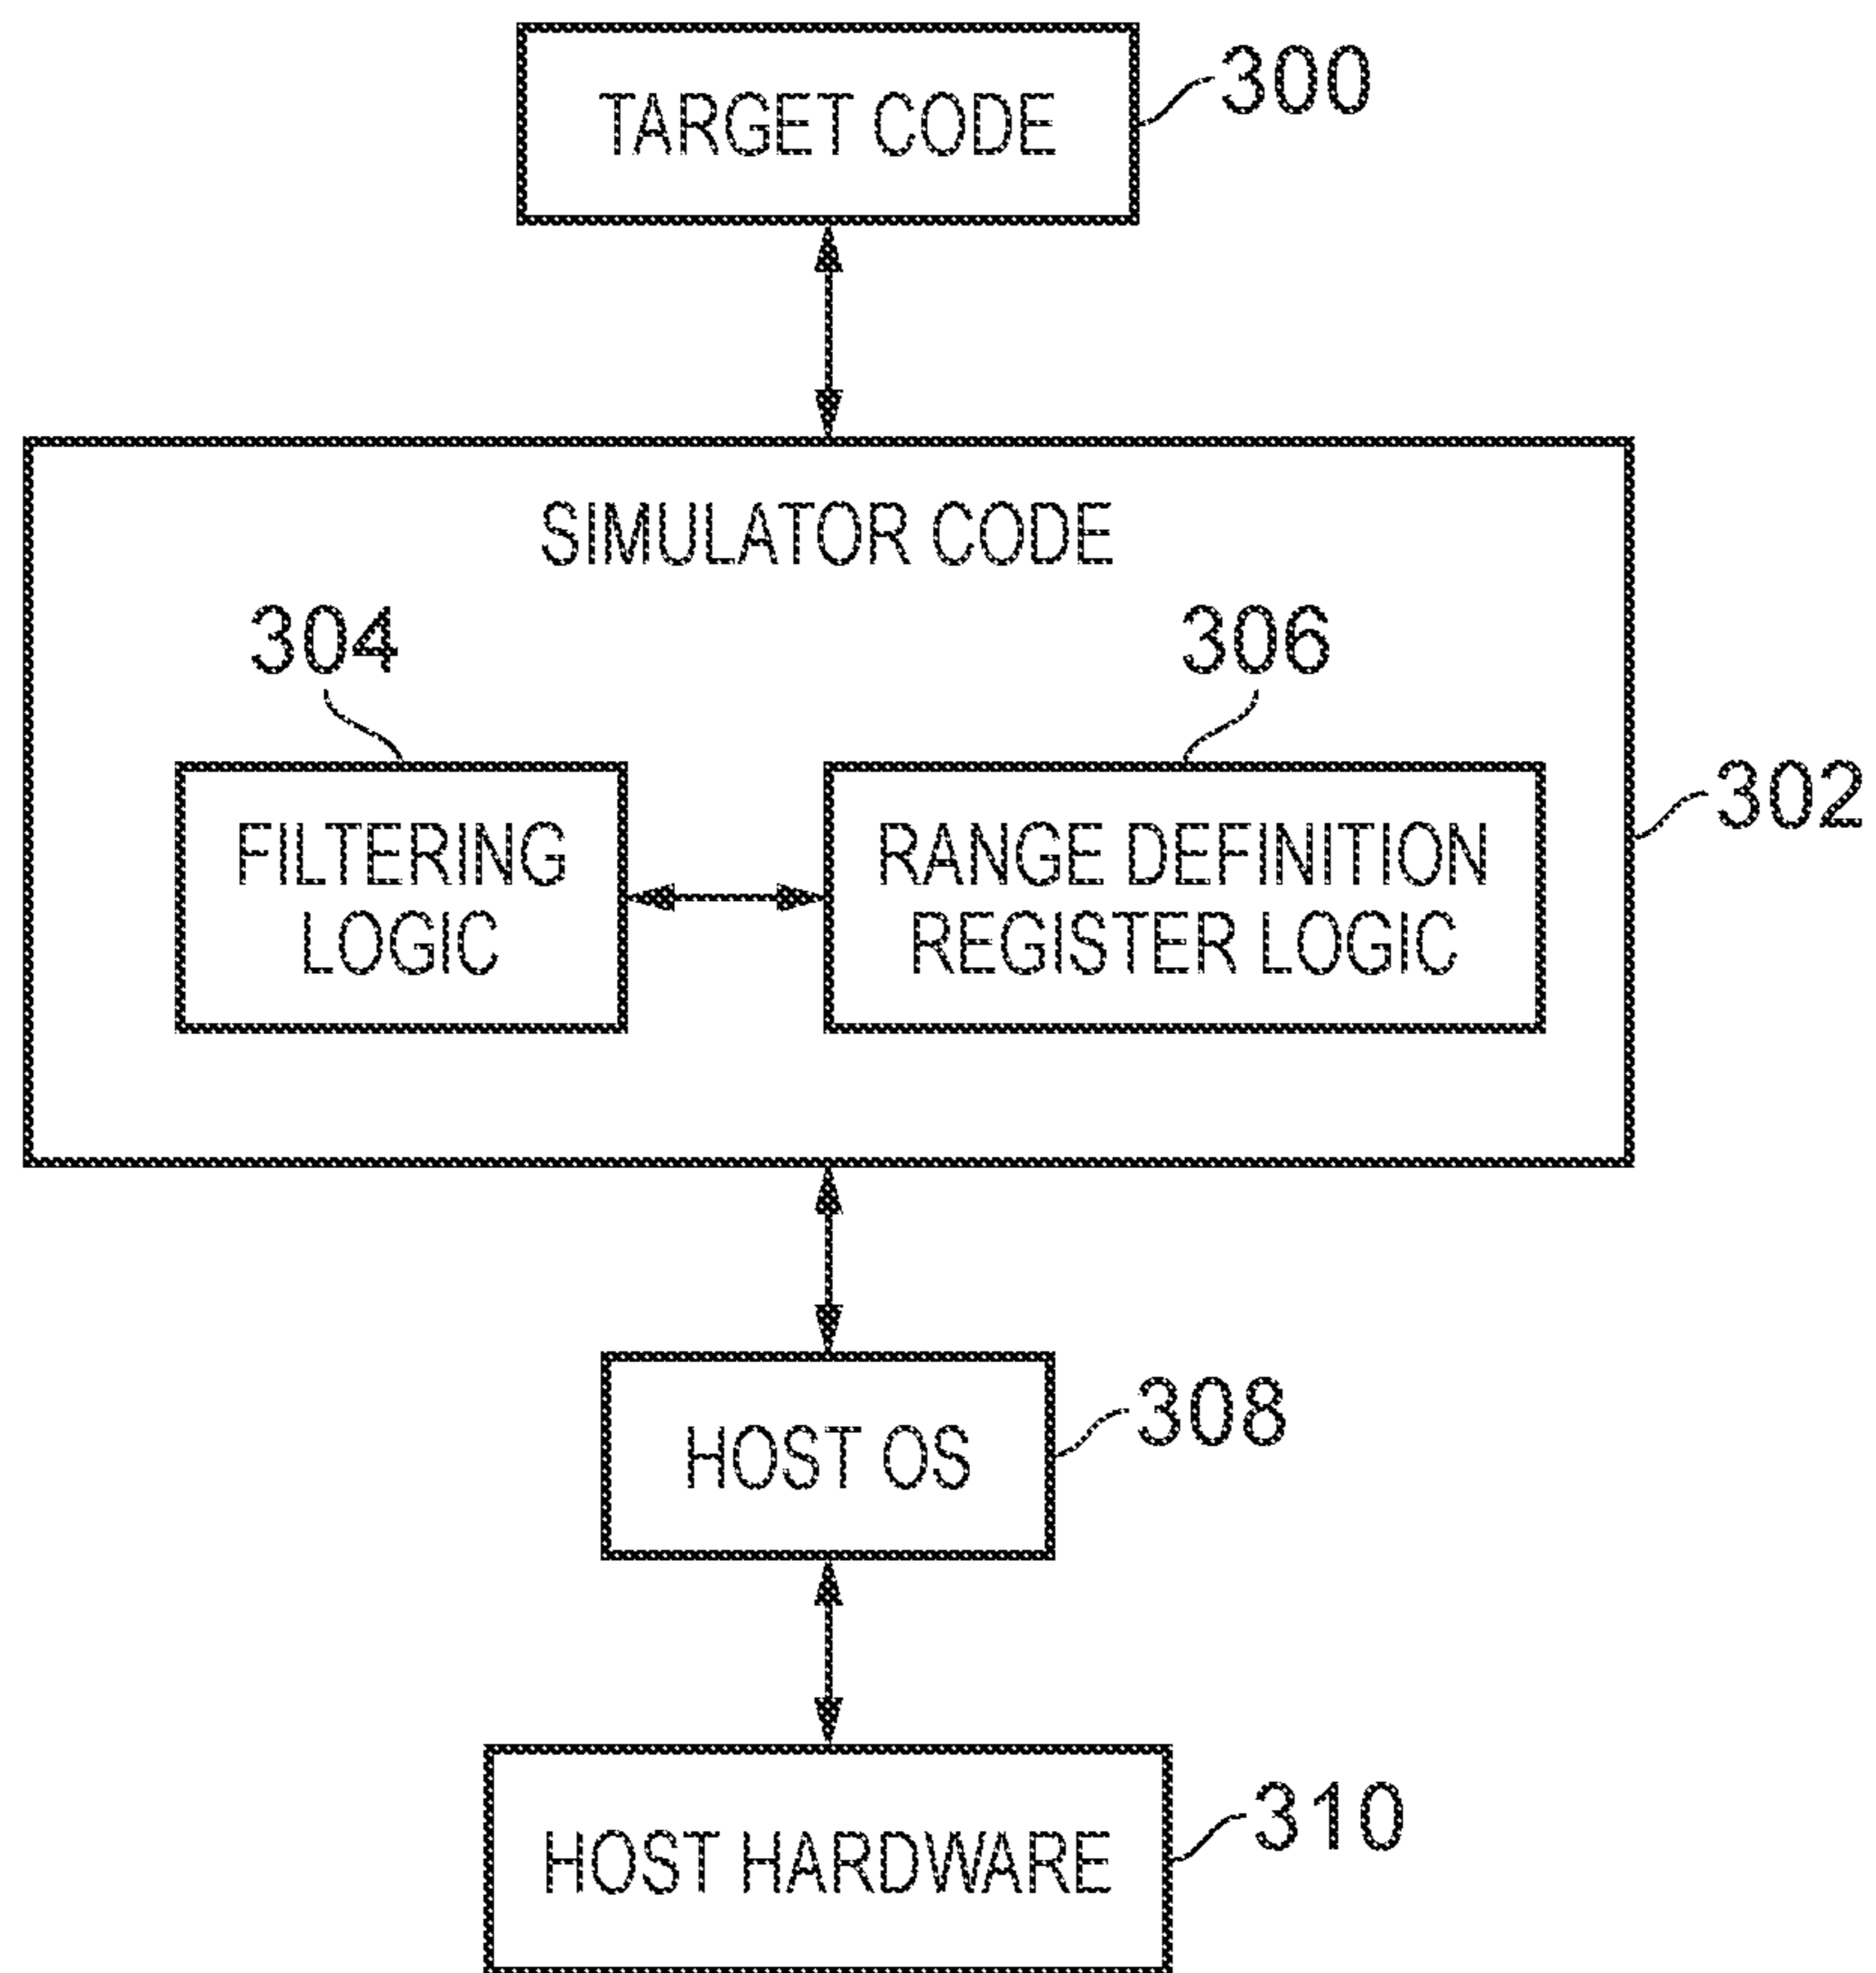 TARGET CODE
300
SIMULATOR CODE
304
306
302
FILTERING
LOGIC
RANGE DEFINITION
REGISTER LOGIC
HOST OS
308
HOST HARDWARE
310